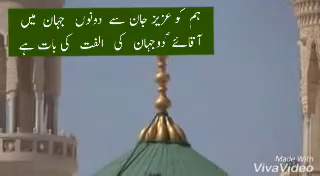 ہم کو عزیز جان سے دونوں جہان میں
آقائے دوجہان کی الفت کی بات ہے
Made With
VivaVideo